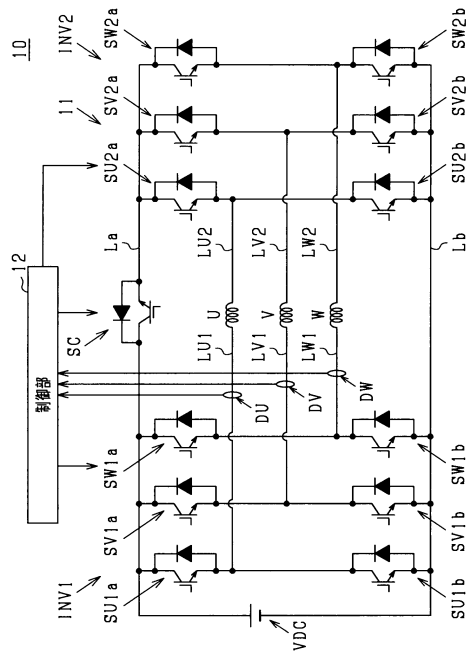 10
制御部
12
INV1
INV2
11
SU1a
SV1a
SW1a
SC
La
SU2a
SV2a
SW2a
LU1
U
LU2
LV1
V
LV2
LW1
W
LW2
DU
DV
DW
VDC
SU1b
SV1b
SW1b
Lb
SU2b
SV2b
SW2b